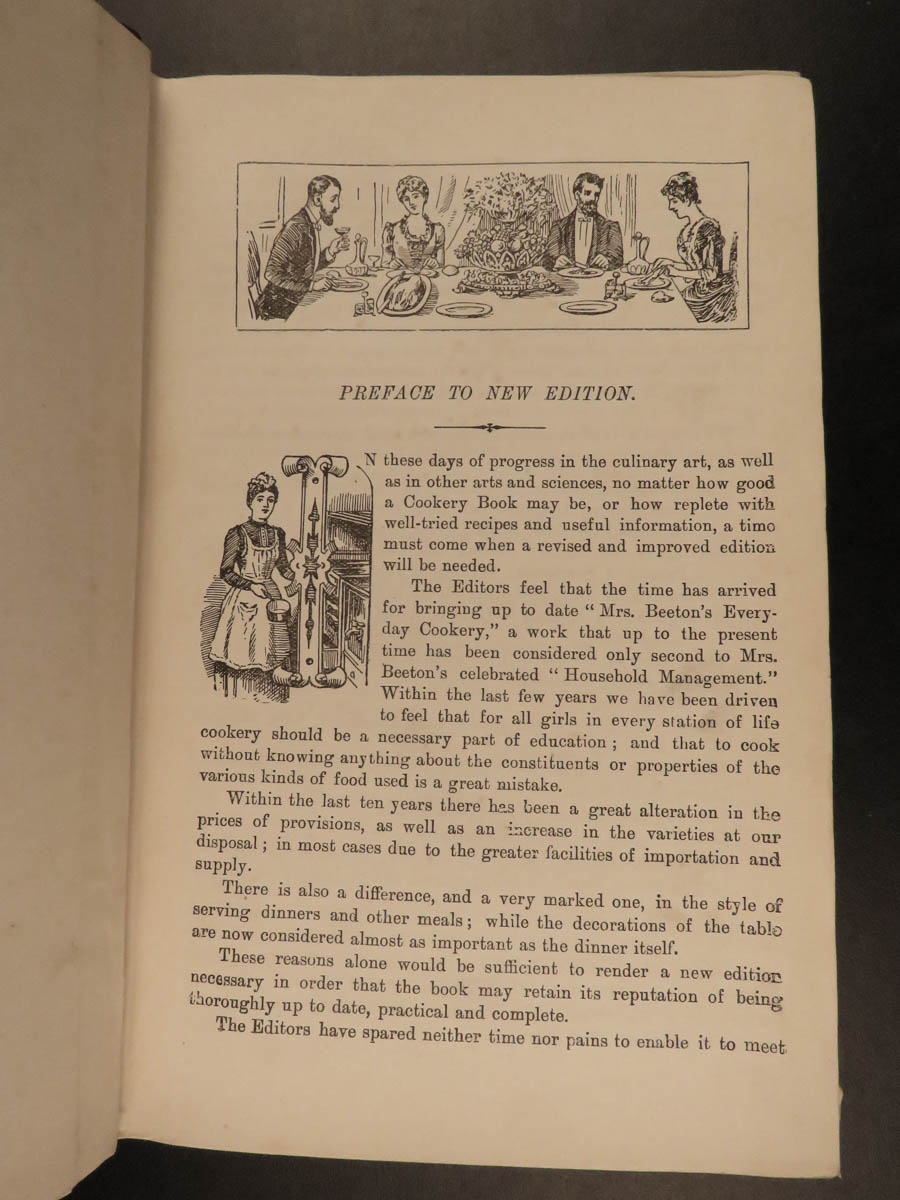 PREFACE TO NEW EDITION.
IN these days of progress in the culinary art, as well
as in other arts and sciences, no matter how good
a Cookery Book may be, or how replete with
well-tried recipes and useful information, a time
must come when a revised and improved edition
will be needed.
The Editors feel that the time has arrived
for bringing up to date “ Mrs. Beeton's Every-
day Cookery,” a work that up to the present
time has been considered only second to Mrs.
Beeton's celebrated “ Household Management.”
Within the last few years we have been driven
to feel that for all girls in every station of life
cookery should be a necessary part of education ; and that to cook
without knowing anything about the constituents or properties of the
various kinds of food used is a great mistake.
Within the last ten years there has been a great alteration in the
prices of provisions, as well as an increase in the varieties at our
disposal ; in most cases due to the greater facilities of importation and
supply.
There is also a difference, and a very marked one, in the style of
serving dinners and other meals ; while the decorations of the table
are now considered almost as important as the dinner itself.
These reasons alone would be sufficient to render a new edition
necessary in order that the book may retain its reputation of being
thoroughly up to date, practical and complete.
The Editors have spared neither time nor pains to enable it to meet